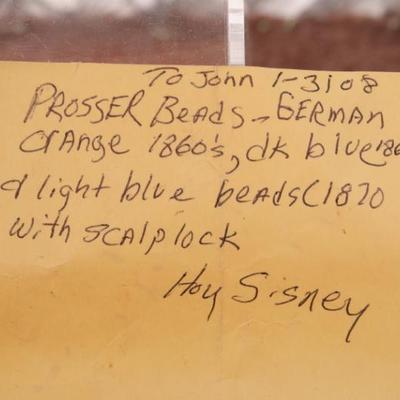 To John 1-3108
PROSSER BeADS - GERMAN
ORANGE 1860's, dk blue 186
& light blue beADS (1870
with scalplock
Hoy Sisney